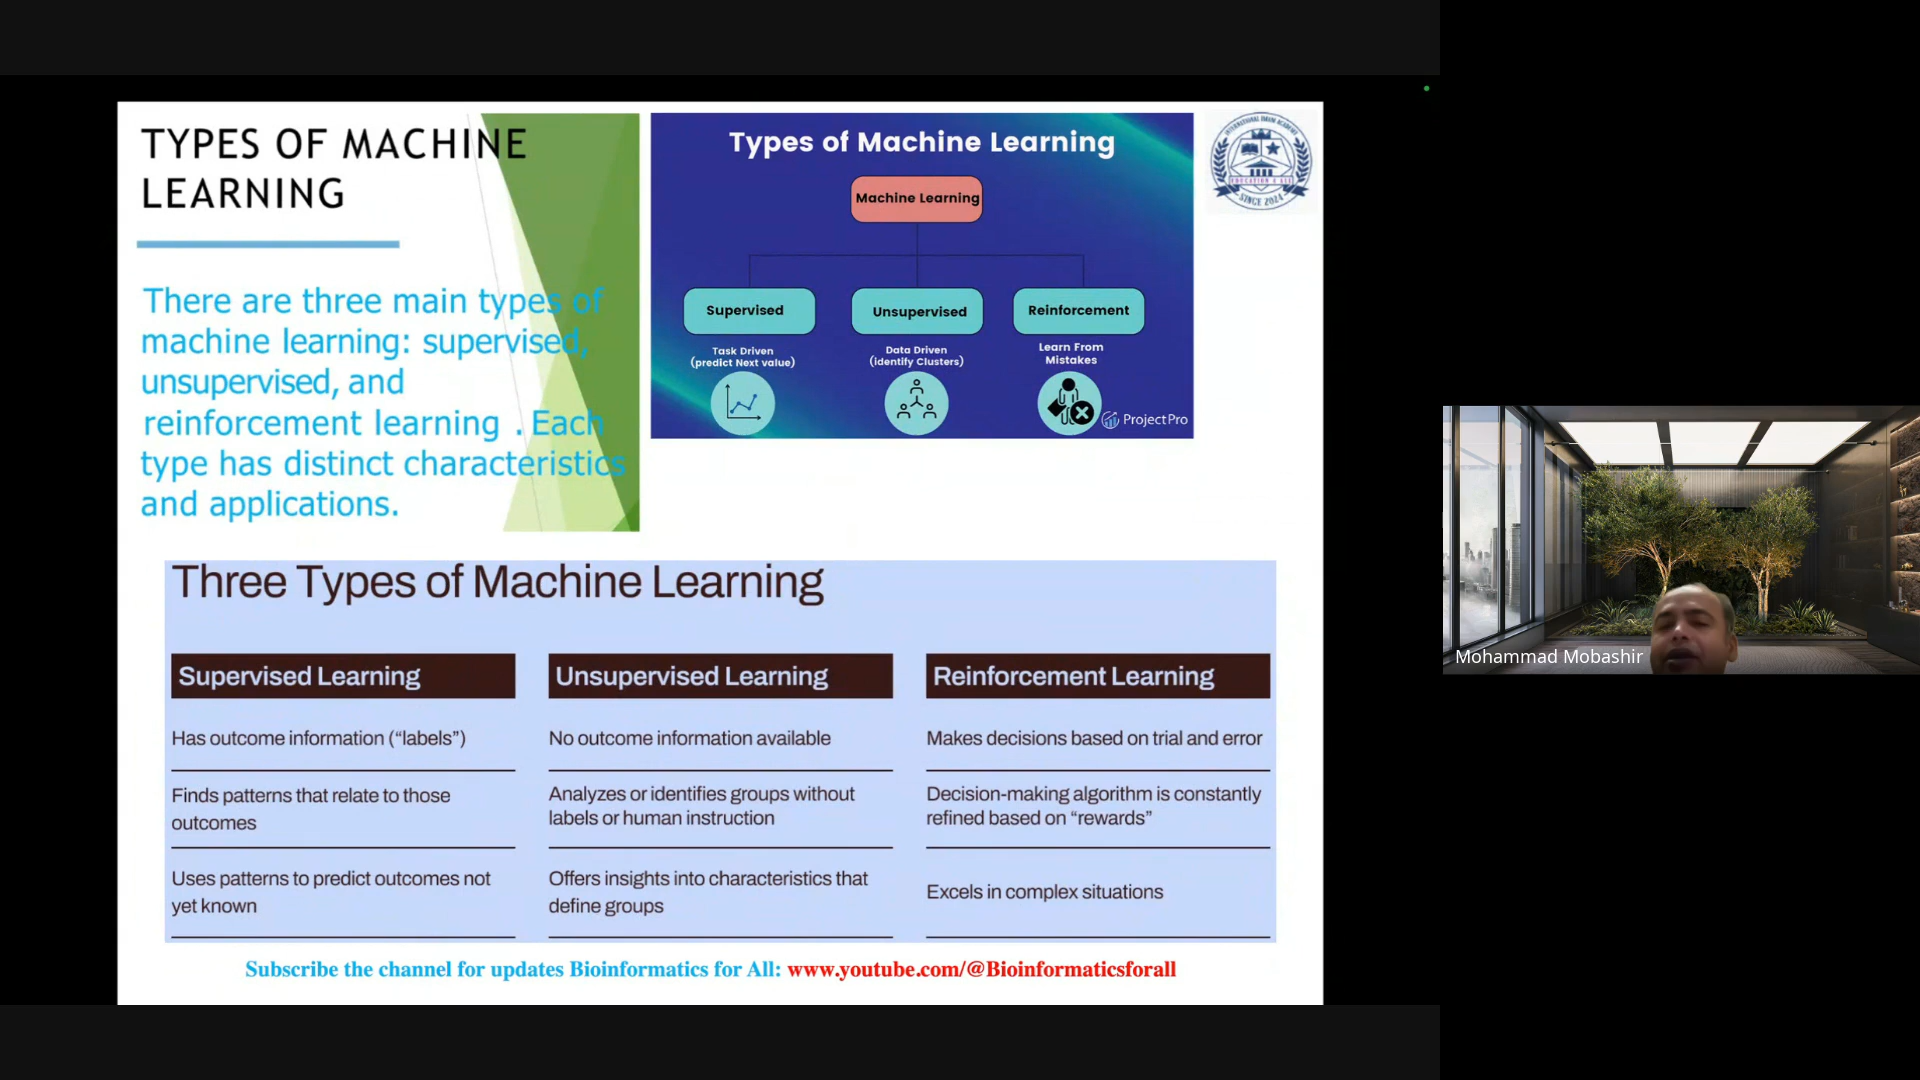 TYPES OF MACHINE
LEARNING
There are three main types of
machine learning: supervised,
unsupervised, and
reinforcement learning . Each
type has distinct characteristics
and applications.
Types of Machine Learning
Machine Learning
Supervised
Unsupervised
Reinforcement
Task Driven
(predict Next value)
Data Driven
(identify Clusters)
Learn From
Mistakes
ProjectPro
SINCE 2024
Three Types of Machine Learning
Supervised Learning
Has outcome information (“labels”)
Finds patterns that relate to those
outcomes
Uses patterns to predict outcomes not
yet known
Unsupervised Learning
No outcome information available
Analyzes or identifies groups without
labels or human instruction
Offers insights into characteristics that
define groups
Reinforcement Learning
Makes decisions based on trial and error
Decision-making algorithm is constantly
refined based on “rewards”
Excels in complex situations
Subscribe the channel for updates Bioinformatics for All: www.youtube.com/@Bioinformaticsforall
Mohammad Mobashir